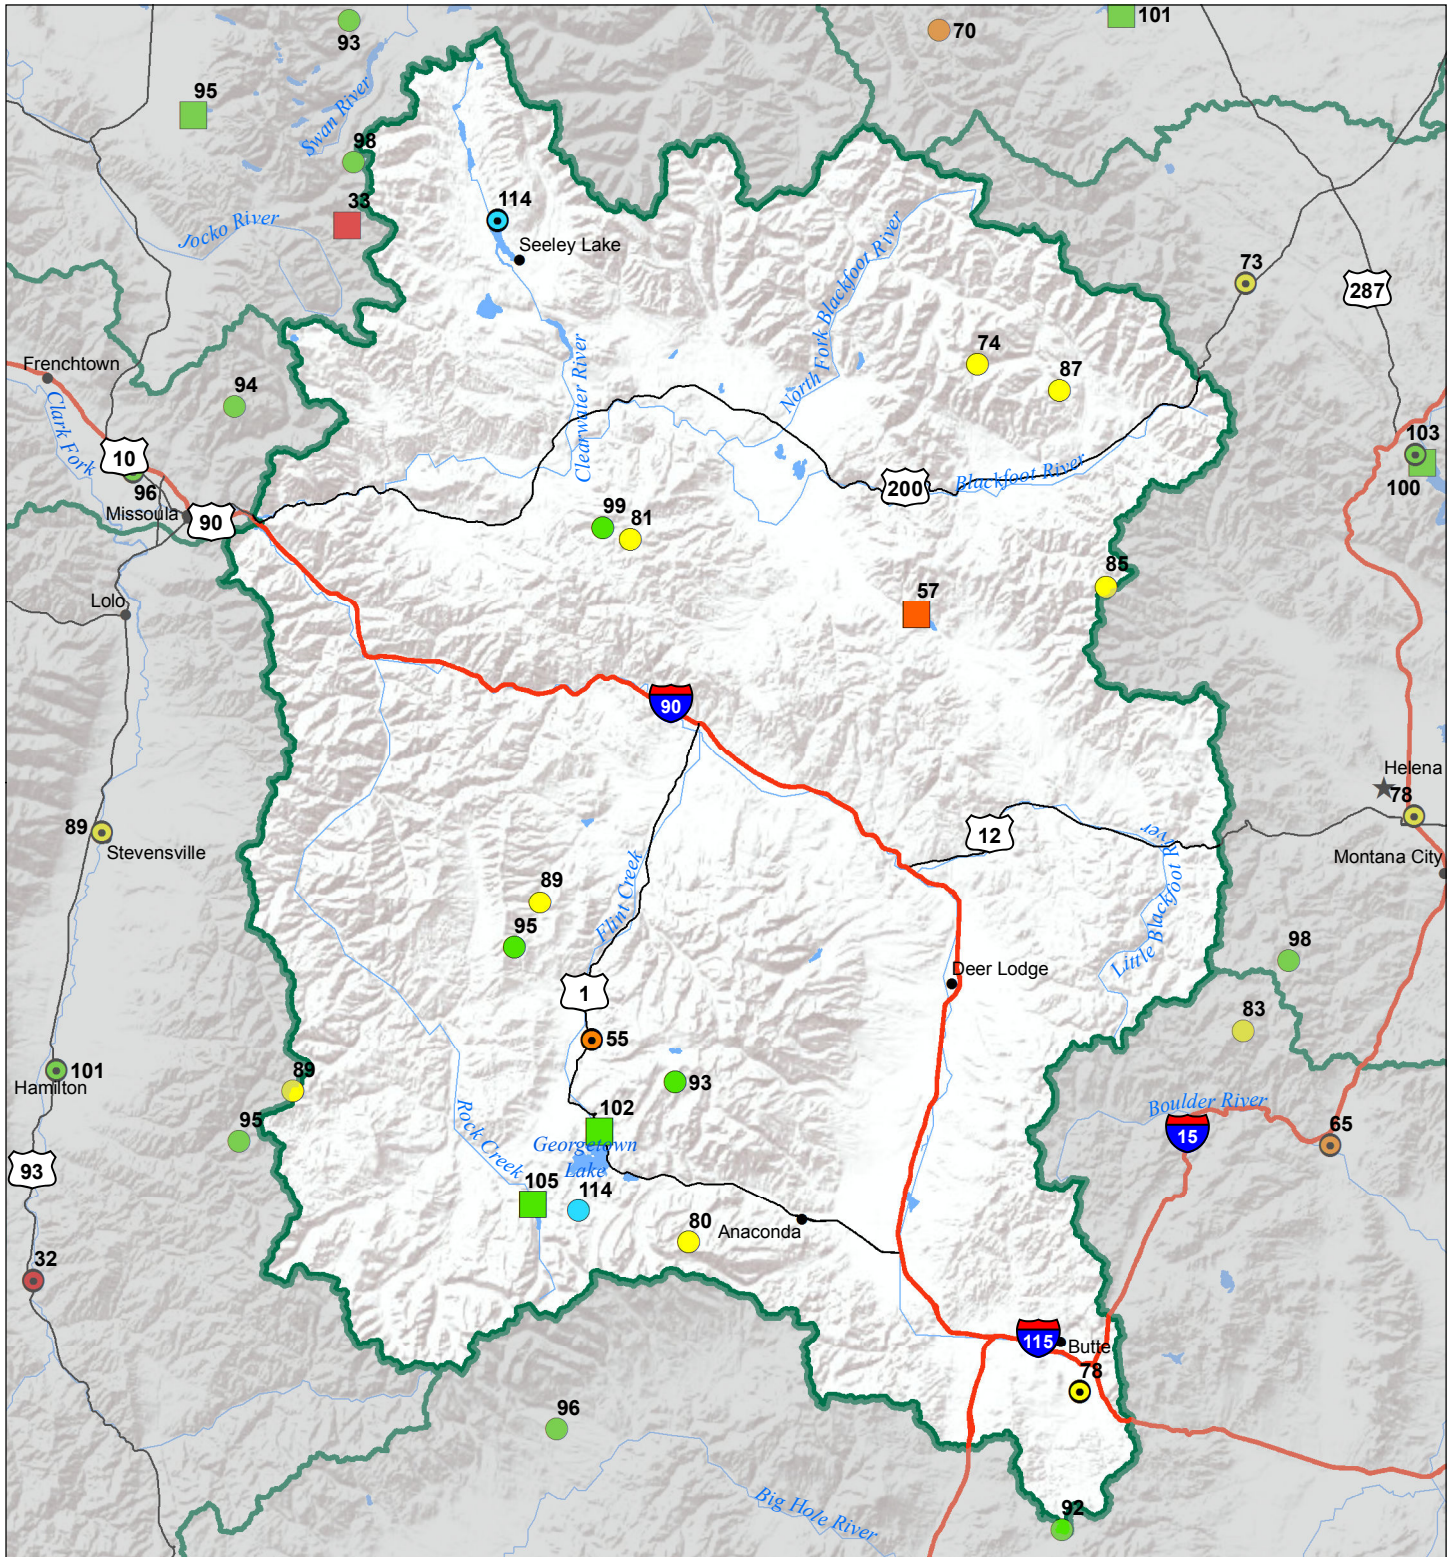 93
70
101
95
Swan River
98
33
114
Jocko River
Seeley Lake
North Fork Blackfoot River
73
287
Frenchtown
74
87
Clearwater River
94
Clark Fork
10
103
96
Blackfoot River
200
100
Missoula
90
99
81
85
57
Lolo
90
Helena
78
12
Little Blackfoot River
89
Stevensville
Montana City
89
Flint Creek
95
98
Deer Lodge
1
83
55
101
Hamilton
89
93
Rock Creek
Boulder River
102
15
95
Georgetown
Lake
65
93
105
114
80
Anaconda
32
115
Butte
78
96
Big Hole River
92